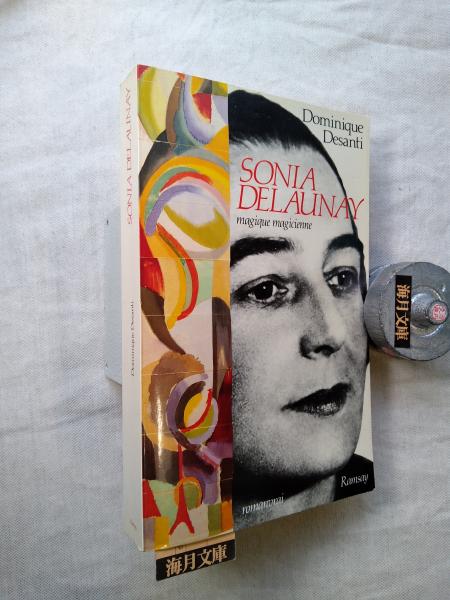 Dominique
Desanti
SONIA
DELAUNAY
magique magicienne
romanvrai
Ramsay
SONIA DELAUNAY
Dominique Desanti
海月文庫
海月文庫